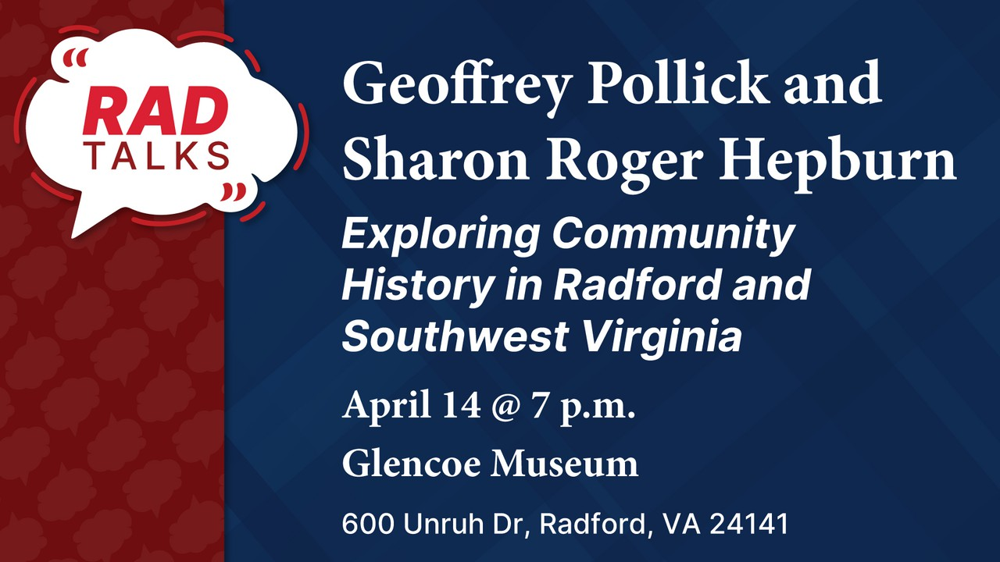 “
RAD
TALKS
”
Geoffrey Pollick and
Sharon Roger Hepburn
Exploring Community
History in Radford and
Southwest Virginia
April 14 @ 7 p.m.
Glencoe Museum
600 Unruh Dr, Radford, VA 24141